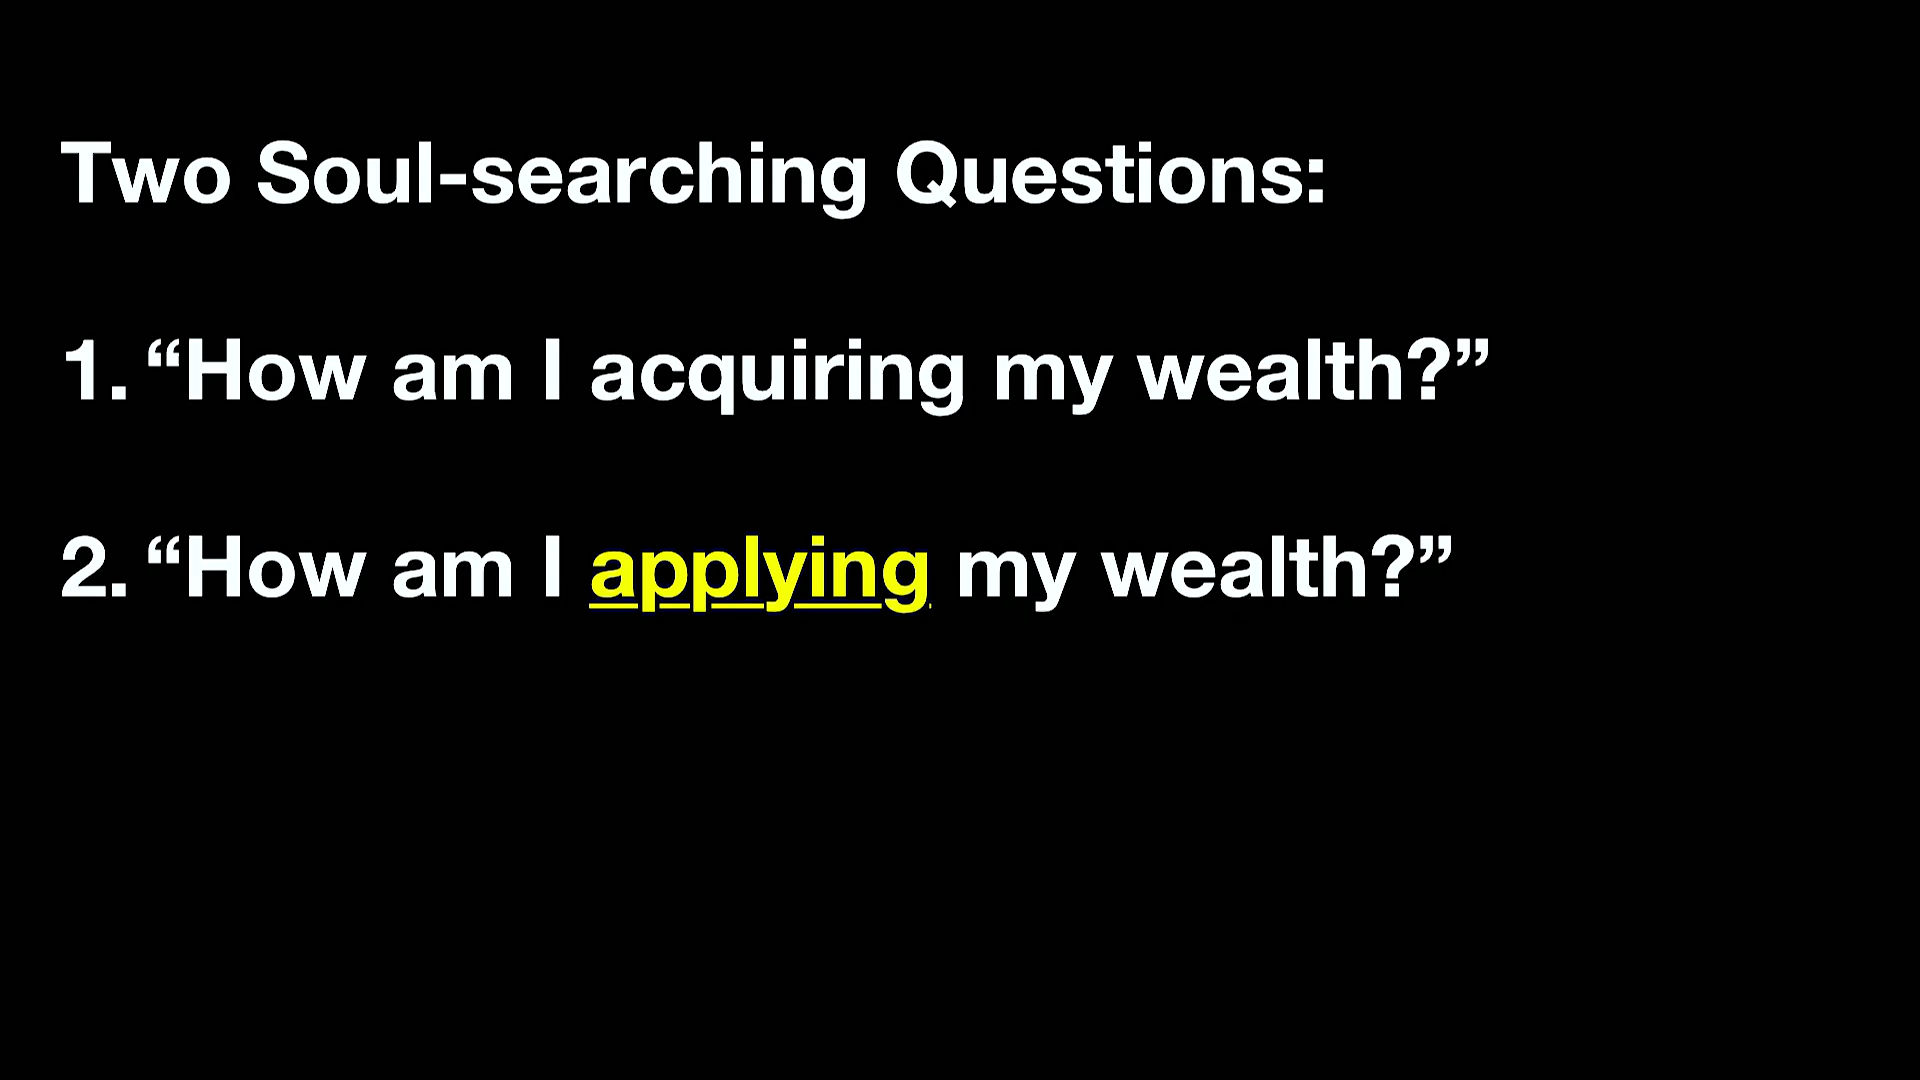 Two Soul-searching Questions:
1. “How am I acquiring my wealth?”
2. “How am I applying my wealth?”